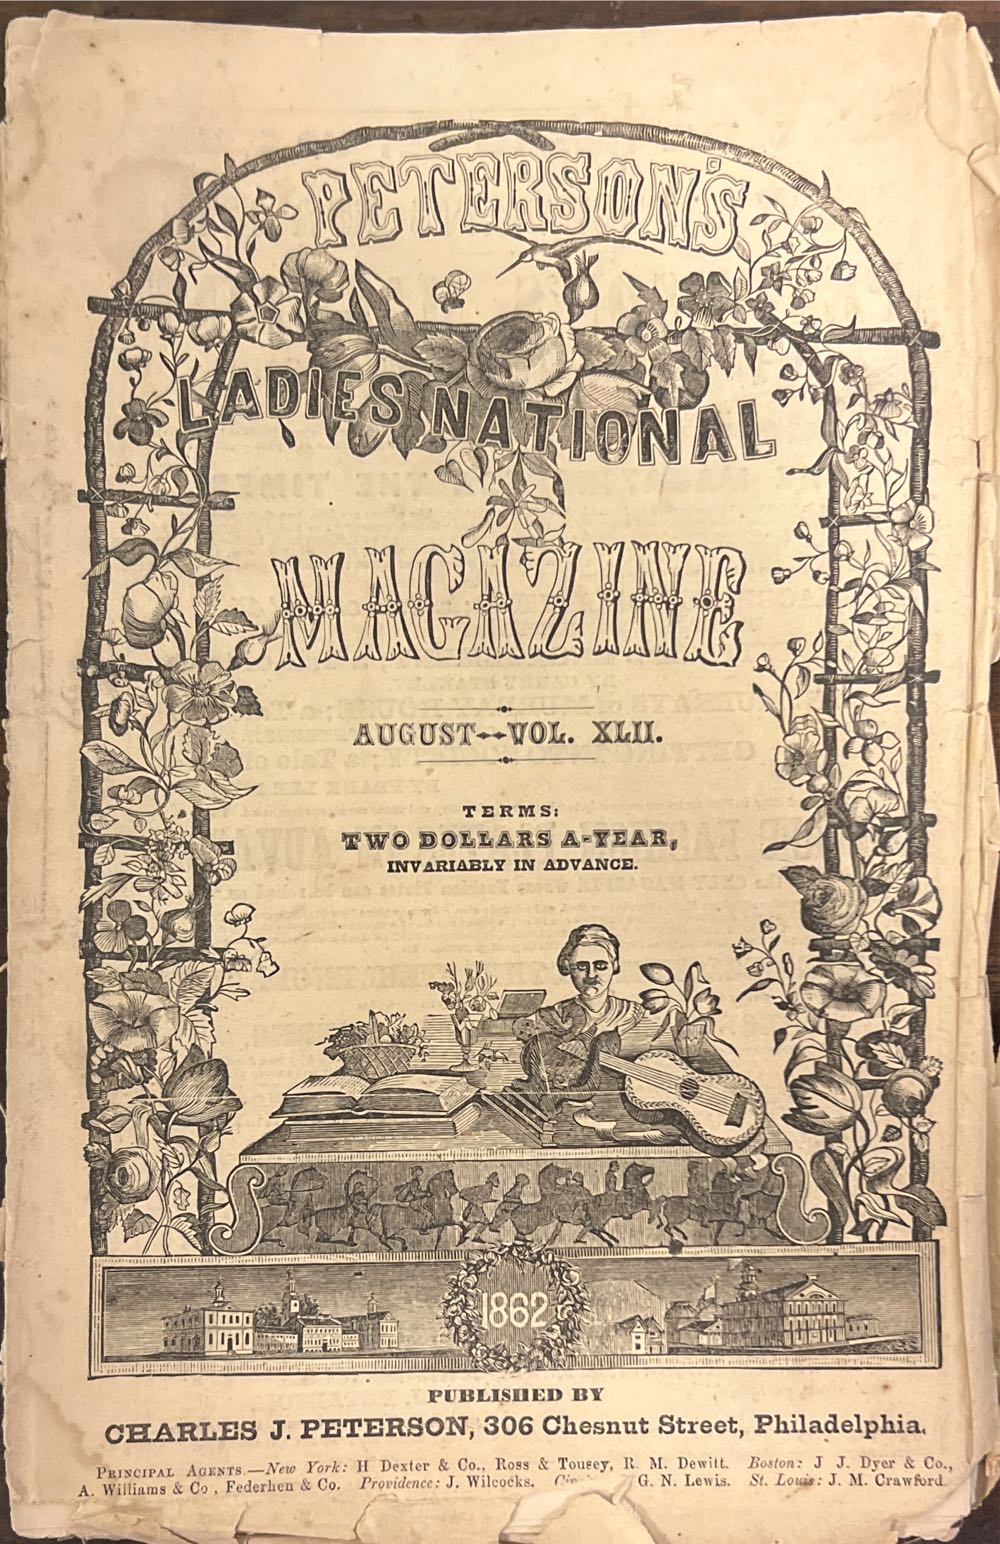 PETERSON'S
LADIES NATIONAL
MAGAZINE
AUGUST--VOL. XLII.
TERMS:
TWO DOLLARS A-YEAR,
INVARIABLY IN ADVANCE.
1862
PUBLISHED BY
CHARLES J. PETERSON, 306 Chesnut Street, Philadelphia.
PRINCIPAL AGENTS.—New York: H Dexter & Co., Ross & Tousey, R. M. Dewitt. Boston: J J. Dyer & Co.,
A. Williams & Co., Federhen & Co. Providence: J. Wilcocks. G. N. Lewis. St. Louis: J. M. Crawford.